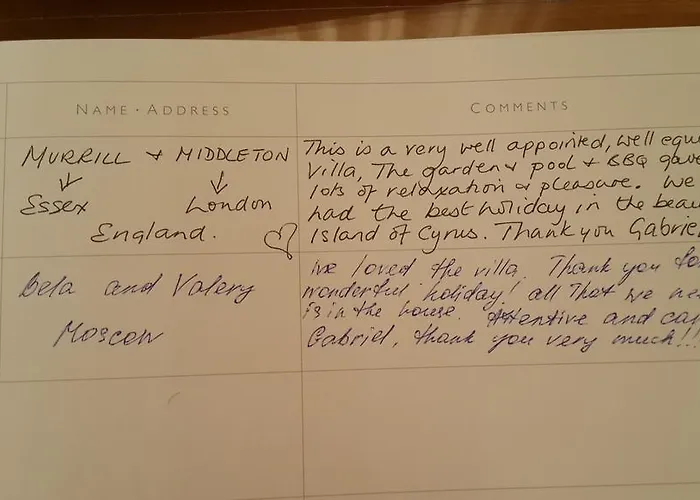 NAME · ADDRESS
COMMENTS
MURRILL + MIDDLETON
Essex London
England.
This is a very well appointed, well equi
Villa, The garden + pool + BBQ gave
lots of relaxation & pleasure. We
had the best holiday in the beau
Island of Cyrus. Thank you Gabriel
Bela and Valery
Moscow
We loved the villa. Thank you fo
wonderful holiday! all that we ne
is in the house. Attentive and ca
Gabriel, thank you very much!!!